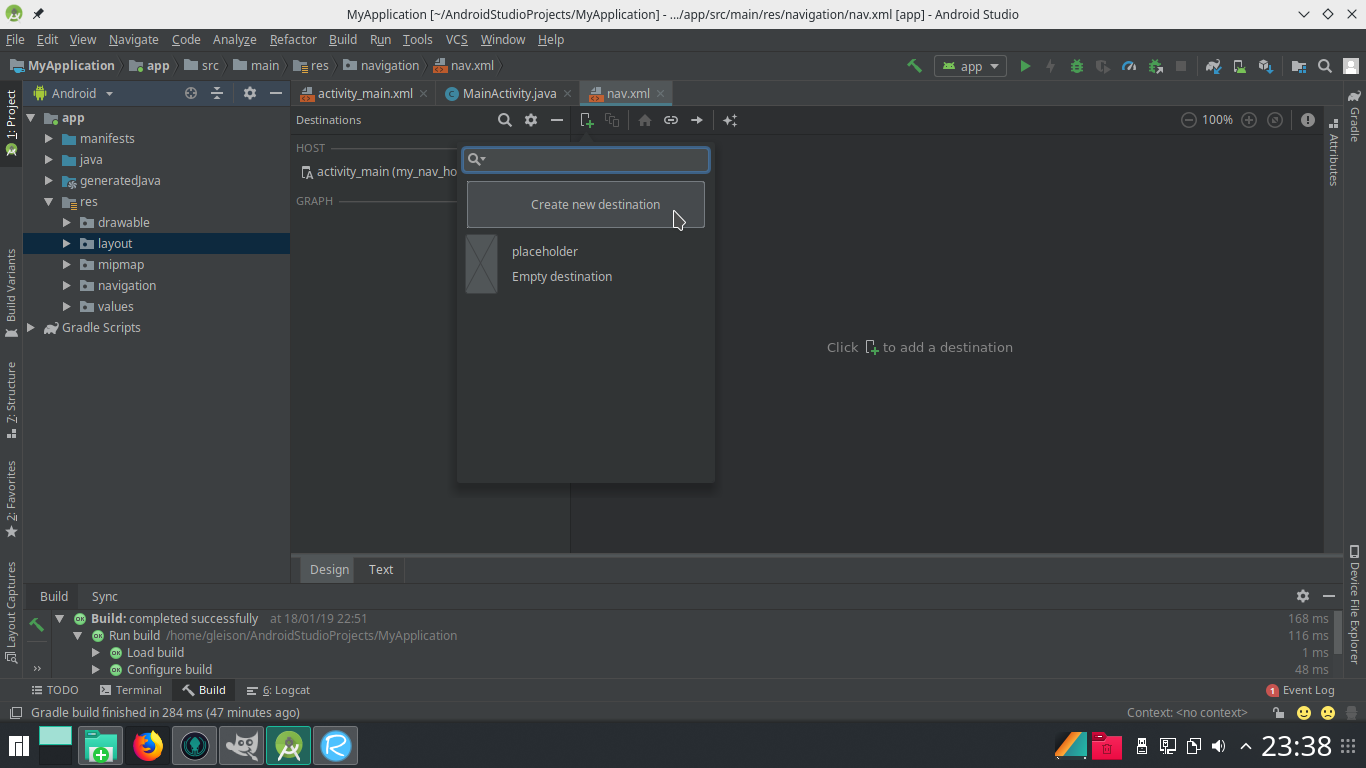 MyApplication [~/AndroidStudioProjects/MyApplication] - .../app/src/main/res/navigation/nav.xml [app] - Android Studio
File Edit View Navigate Code Analyze Refactor Build Run Tools VCS Window Help
MyApplication app src main res navigation nav.xml app
1: Project
Build Variants
7: Structure
2: Favorites
Layout Captures
Android
app
manifests
java
generatedJava
res
drawable
layout
mipmap
navigation
values
Gradle Scripts
activity_main.xml MainActivity.java nav.xml
Destinations
100%
HOST
activity_main (my_nav_ho
GRAPH
Create new destination
placeholder
Empty destination
Click to add a destination
Design Text
Gradle
Attributes
Device File Explorer
Build Sync
Build: completed successfully at 18/01/19 22:51 168 ms
Run build /home/gleison/AndroidStudioProjects/MyApplication 116 ms
Load build 1 ms
Configure build 48 ms
TODO Terminal Build 6: Logcat 1 Event Log
Gradle build finished in 284 ms (47 minutes ago) Context: <no context>
23:38